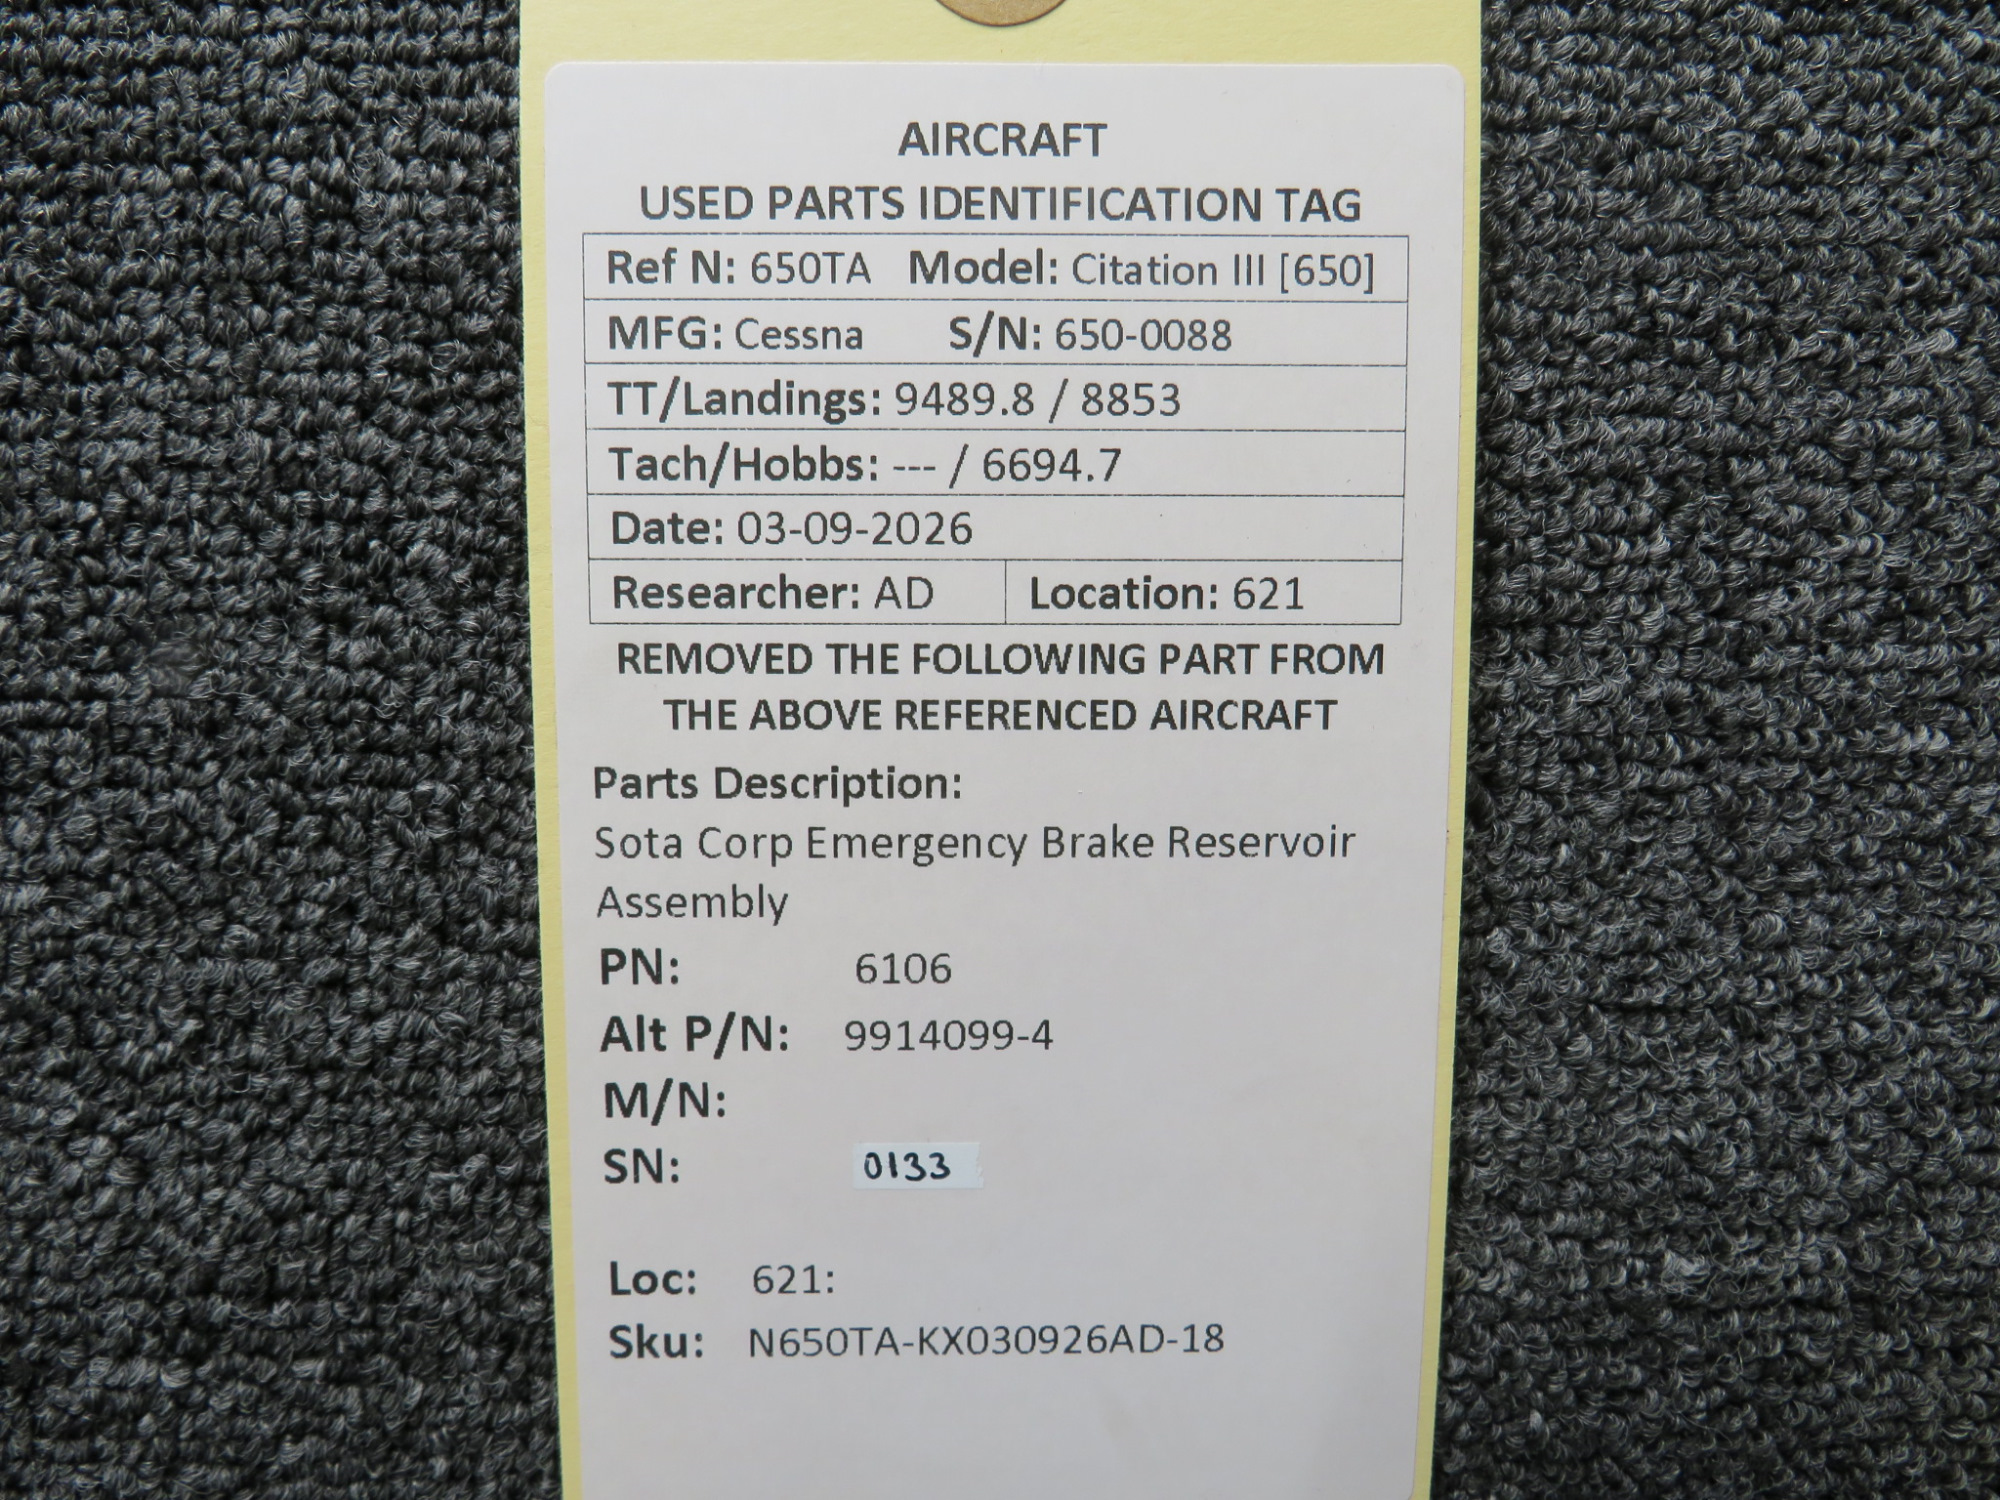 AIRCRAFT
USED PARTS IDENTIFICATION TAG
Ref N: 650TA Model: Citation III [650]
MFG: Cessna S/N: 650-0088
TT/Landings: 9489.8 / 8853
Tach/Hobbs: --- / 6694.7
Date: 03-09-2026
Researcher: AD Location: 621
REMOVED THE FOLLOWING PART FROM
THE ABOVE REFERENCED AIRCRAFT
Parts Description:
Sota Corp Emergency Brake Reservoir
Assembly
PN: 6106
Alt P/N: 9914099-4
M/N:
SN: 0133
Loc: 621:
Sku: N650TA-KX030926AD-18